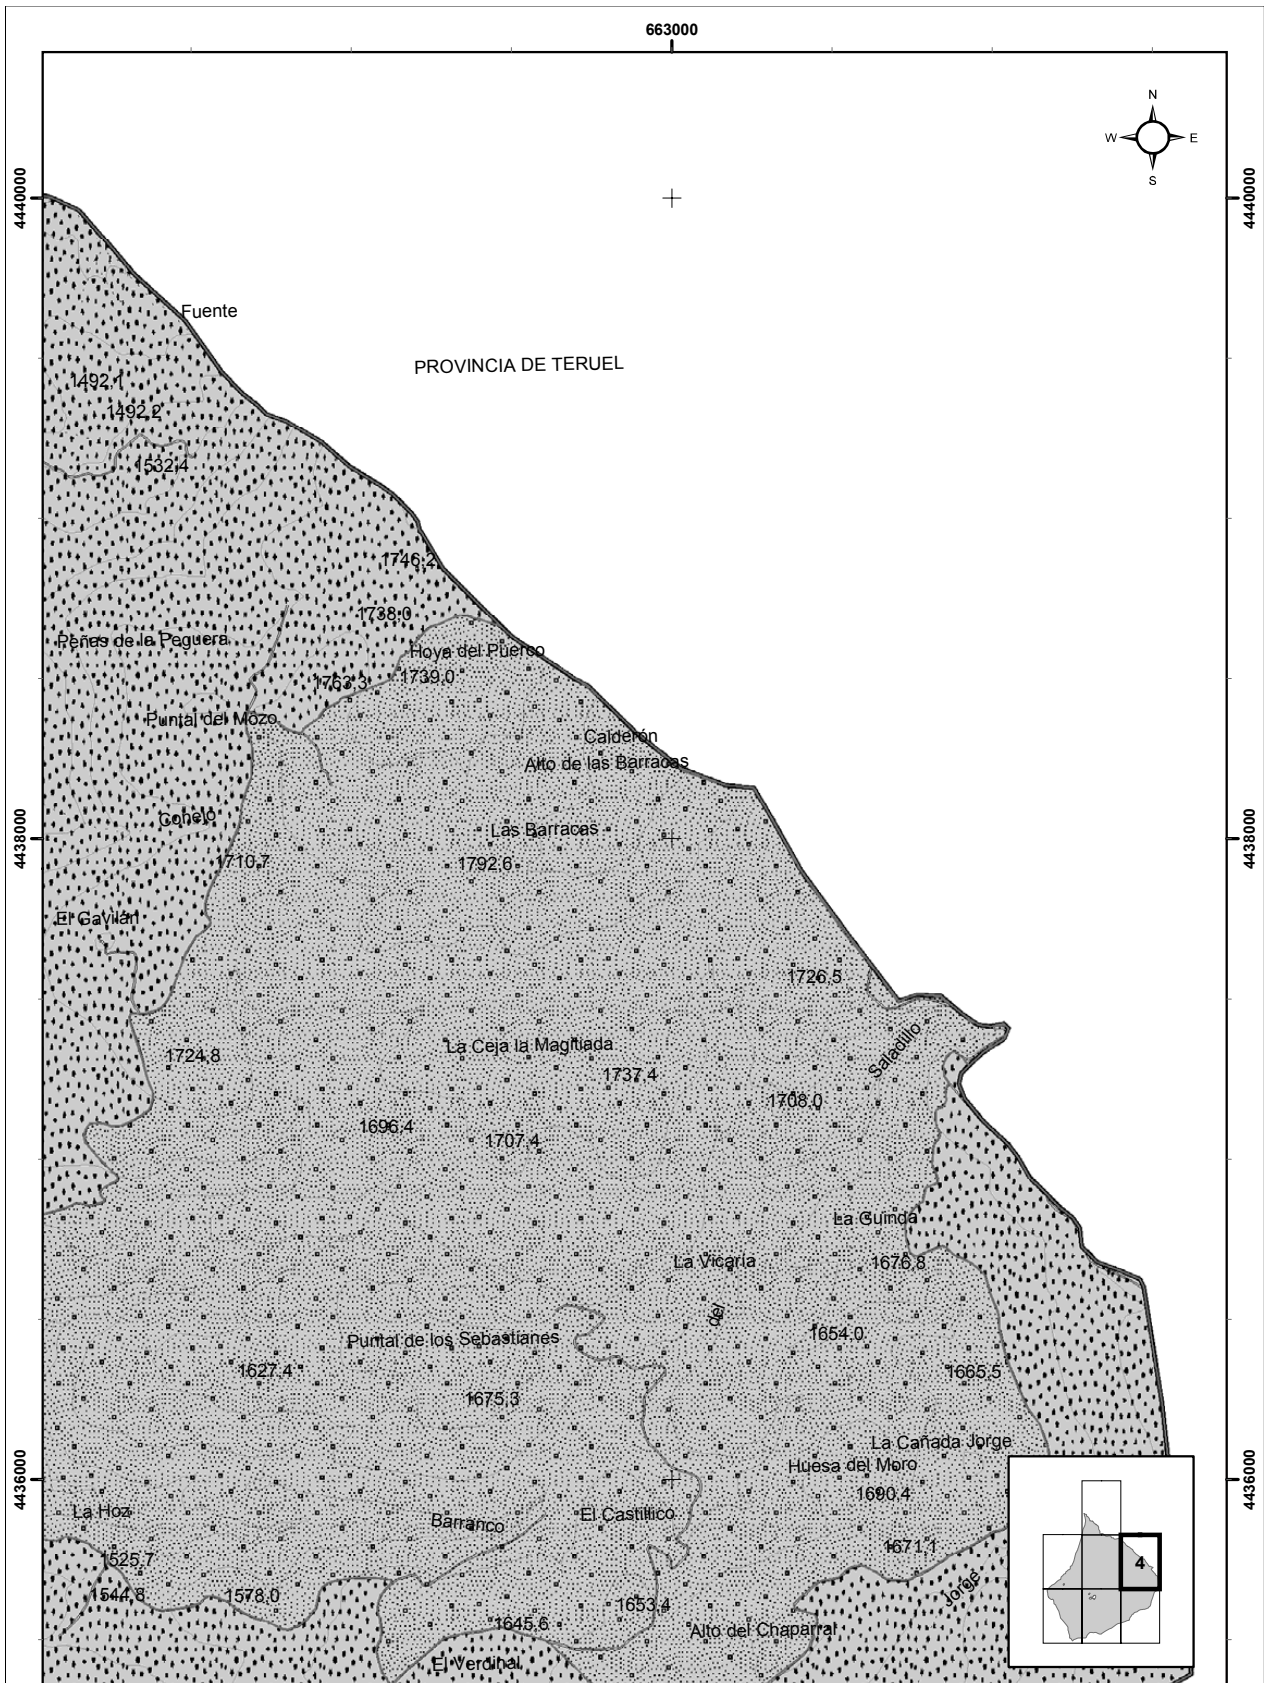 663000
N
W E
S
4440000
4440000
Fuente
PROVINCIA DE TERUEL
1492.1
1492.2
1532.4
1746.2
1738.0
Peñas de la Peguera
Hoya del Puerco
1739.0
1763.3
Puntal del Mozo
Calderón
Alto de las Barracas
Conejo
Las Barracas
4438000
4438000
1710.7
1792.6
El Gavilán
1726.5
Saladillo
La Ceja la Magitiada
1724.8
1737.4
1708.0
1696.4
1707.4
La Guinda
La Vicaría
1676.8
del
1654.0
Puntal de los Sebastianes
1627.4
1665.5
1675.3
La Cañada Jorge
Huesa del Moro
4436000
4436000
1690.4
La Hoz
Barranco
El Castillico
1671.1
1525.7
4
1544.8
1578.0
Jorge
1653.4
1645.6
Alto del Chaparral
El Verdinal